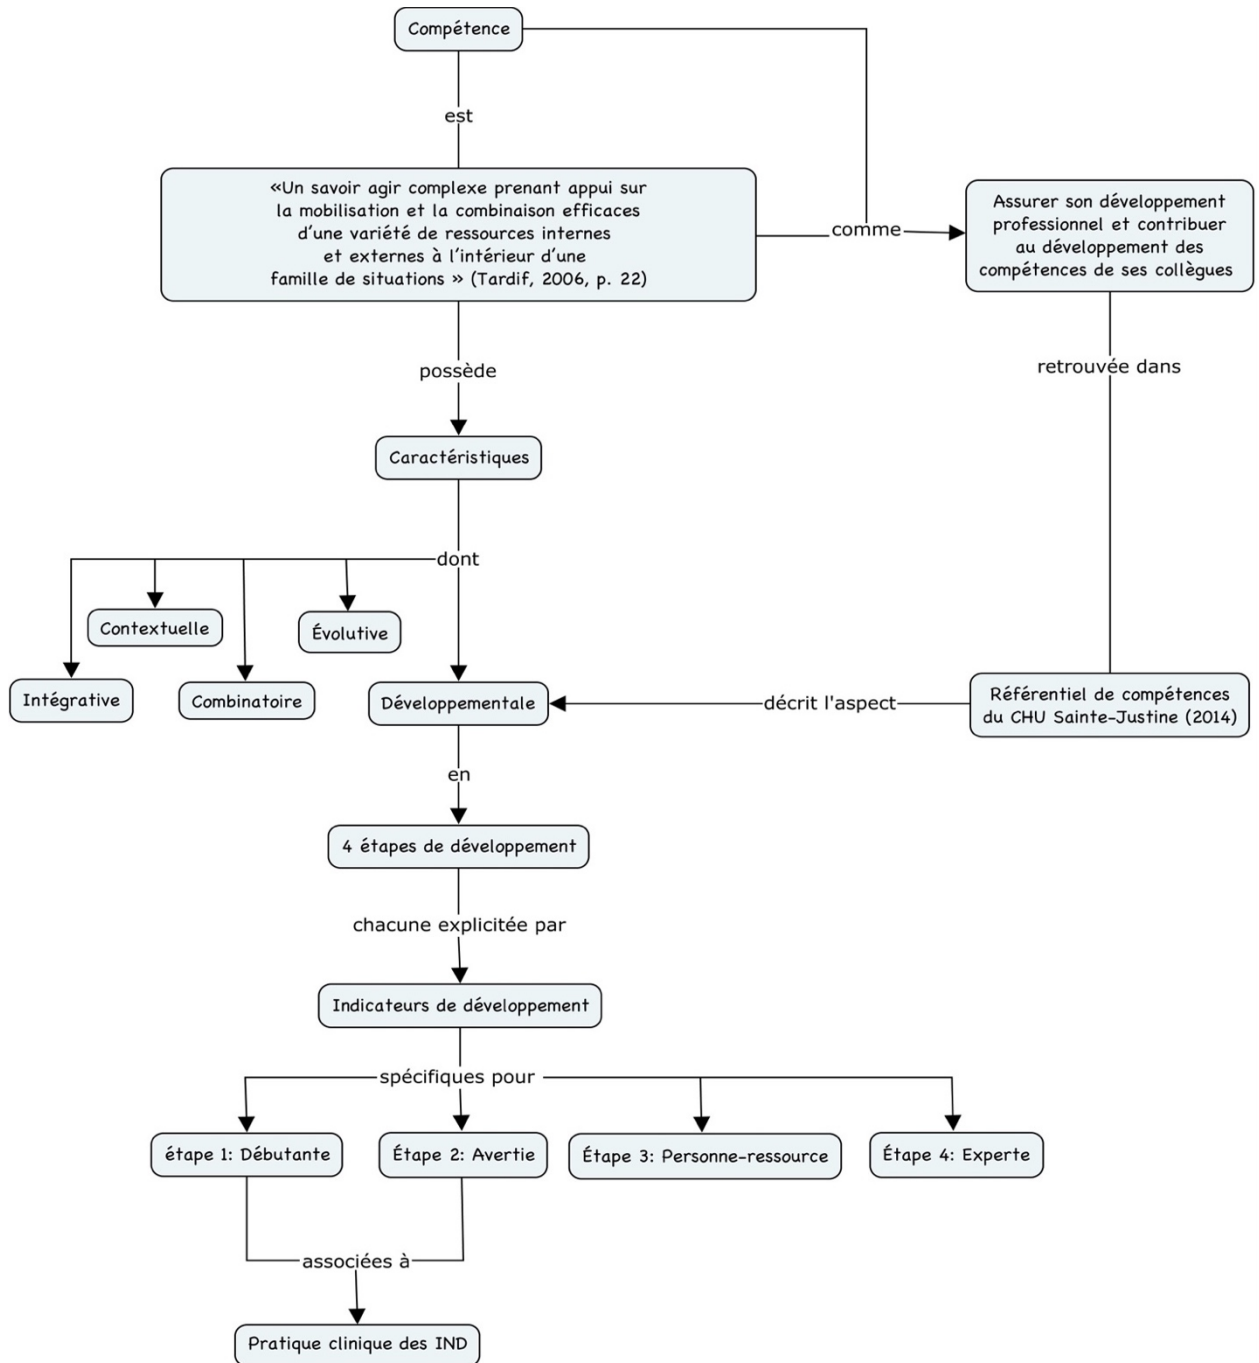 Compétence
est
«Un savoir agir complexe prenant appui sur
la mobilisation et la combinaison efficaces
d'une variété de ressources internes
et externes à l'intérieur d'une
famille de situations » (Tardif, 2006, p. 22)
comme
Assurer son développement
professionnel et contribuer
au développement des
compétences de ses collègues
possède
retrouvée dans
Caractéristiques
dont
Contextuelle
Évolutive
Intégrative
Combinatoire
Développementale
décrit l'aspect
Référentiel de compétences
du CHU Sainte-Justine (2014)
en
4 étapes de développement
chacune explicitée par
Indicateurs de développement
spécifiques pour
étape 1: Débutante
Étape 2: Avertie
Étape 3: Personne-ressource
Étape 4: Experte
associées à
Pratique clinique des IND